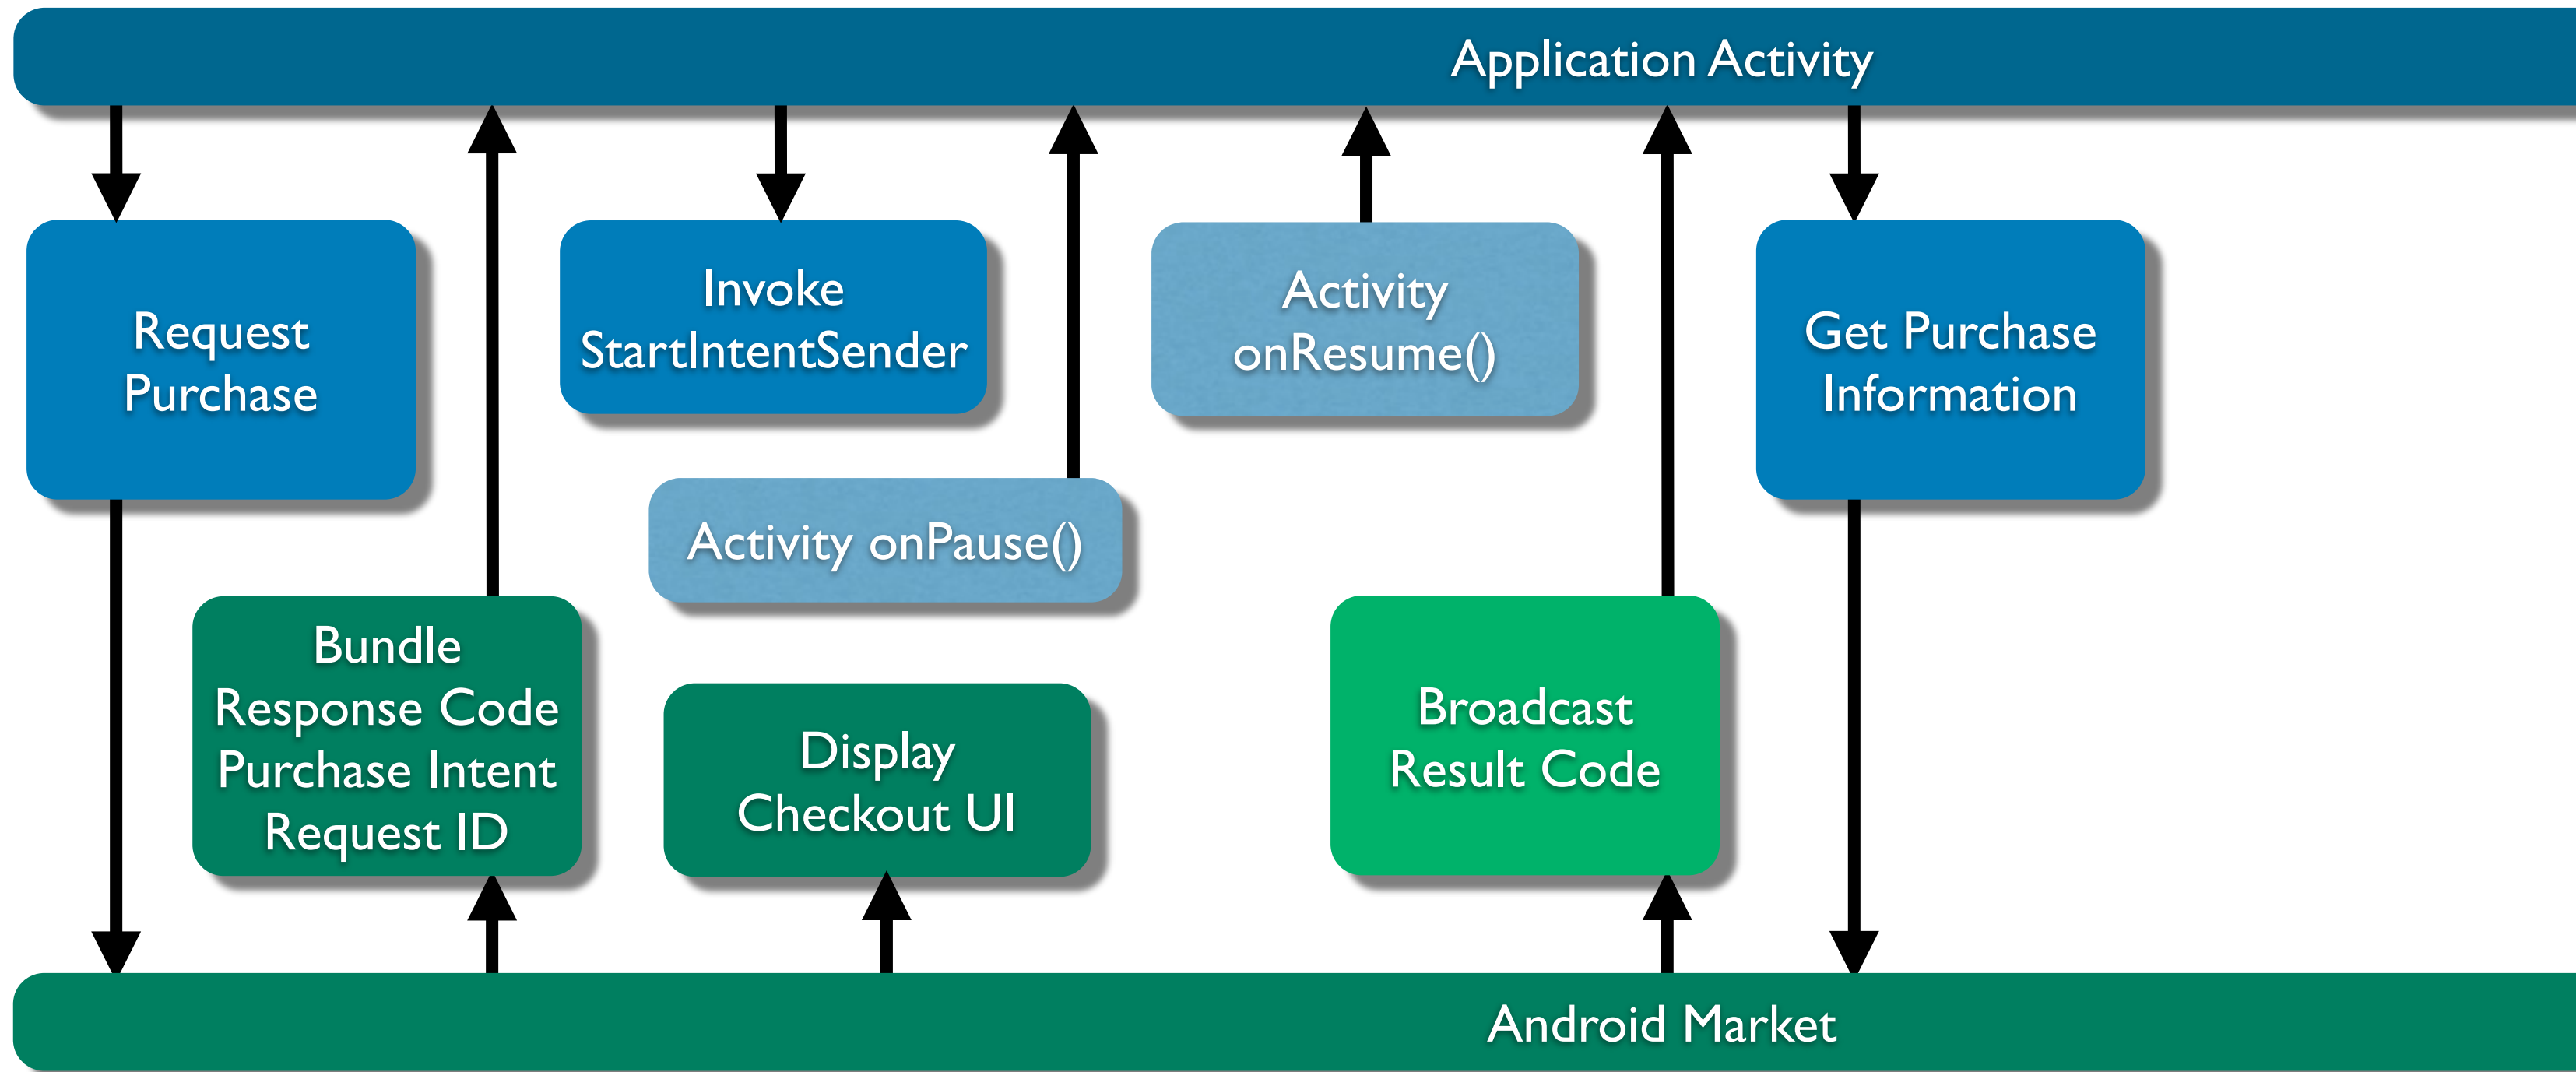 Application Activity
Request
Purchase
Invoke
StartIntentSender
Activity
onResume()
Get Purchase
Information
Activity onPause()
Bundle
Response Code
Purchase Intent
Request ID
Display
Checkout UI
Broadcast
Result Code
Android Market